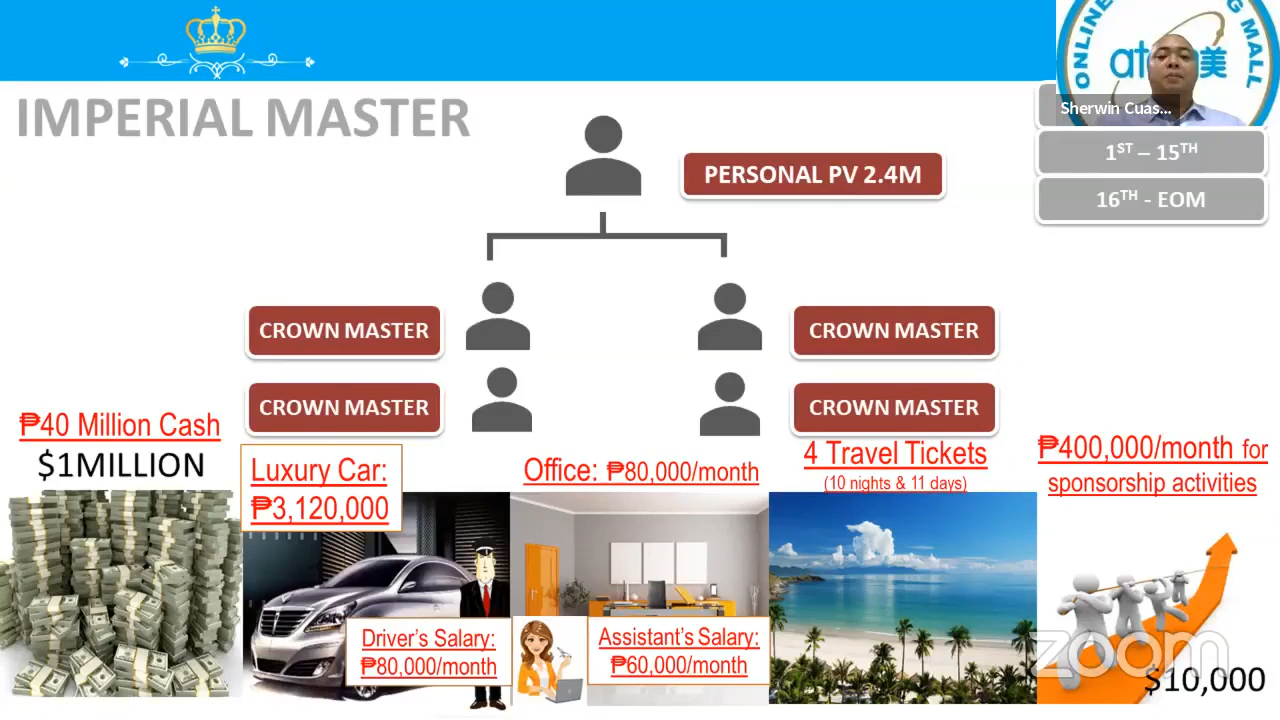 IMPERIAL MASTER
PERSONAL PV 2.4M
ONLINE
MALL
美
Sherwin Cuas...
1ST – 15TH
16TH - EOM
CROWN MASTER
CROWN MASTER
CROWN MASTER
CROWN MASTER
₱40 Million Cash
$1MILLION
Luxury Car:
₱3,120,000
Driver's Salary:
₱80,000/month
Office: ₱80,000/month
Assistant's Salary:
₱60,000/month
4 Travel Tickets
(10 nights & 11 days)
₱400,000/month for
sponsorship activities
zoom
$10,000